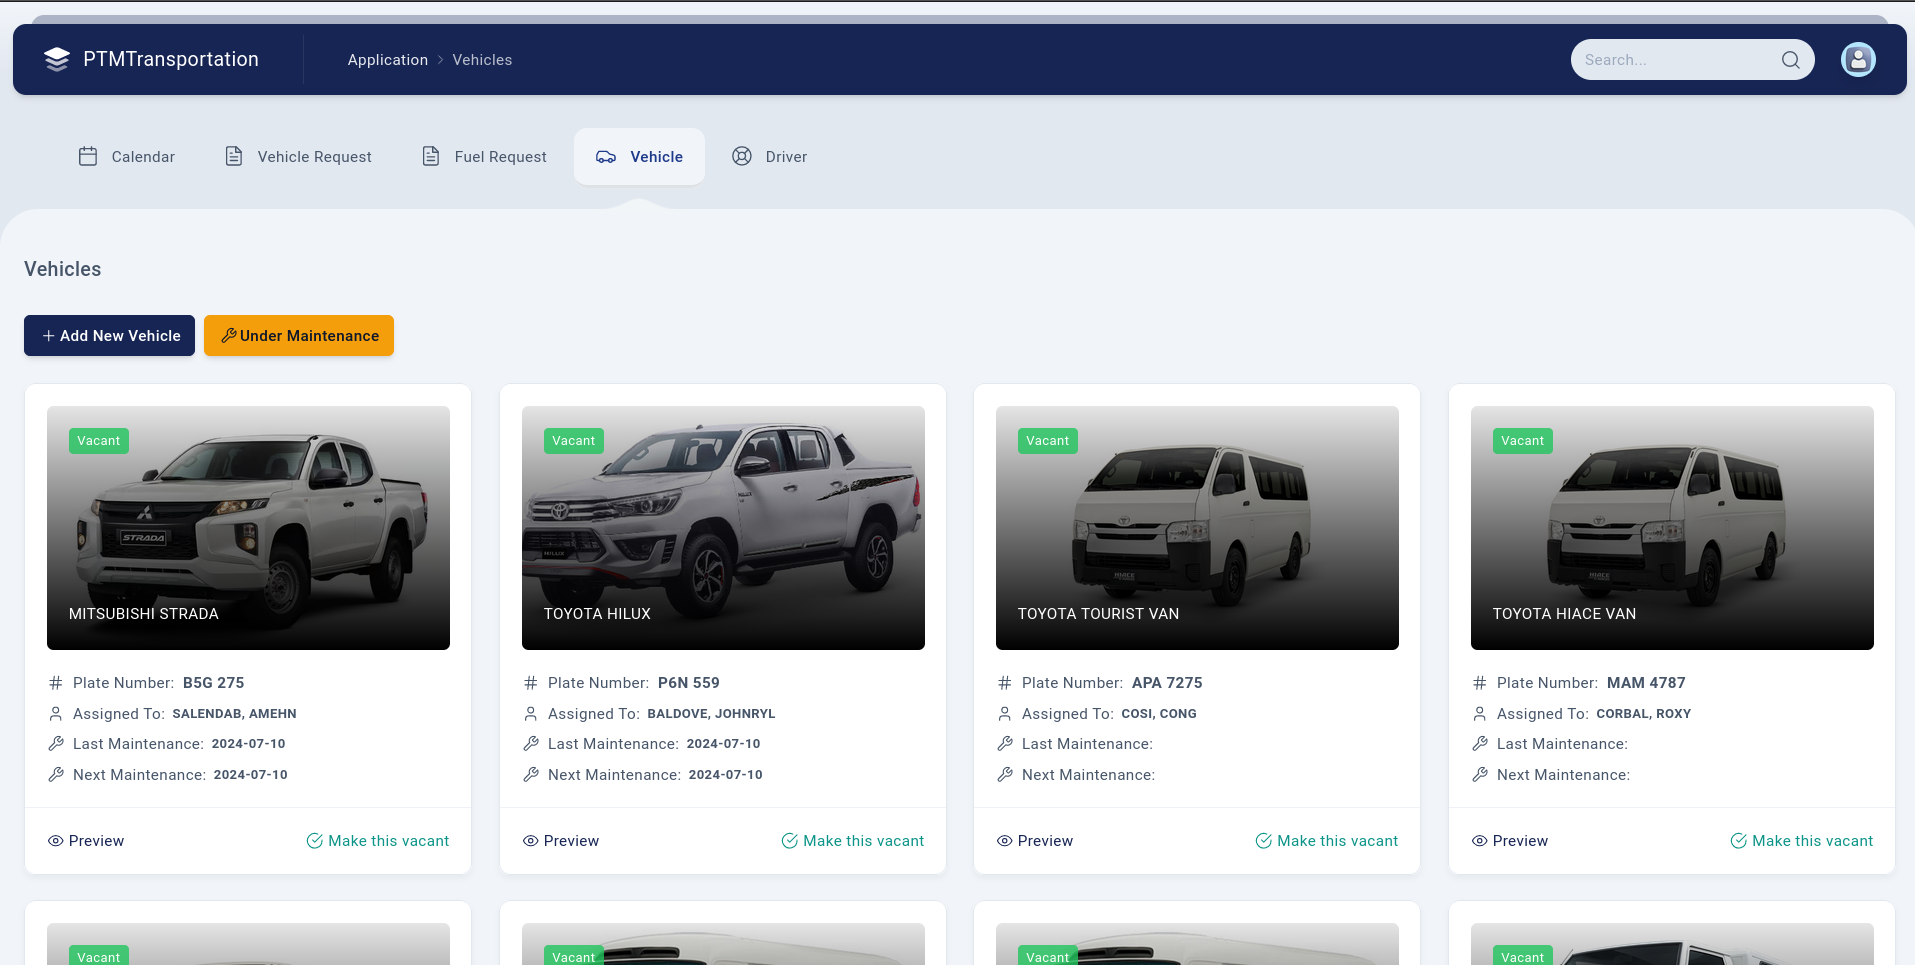 PTMTransportation
Application > Vehicles
Search...
Calendar
Vehicle Request
Fuel Request
Vehicle
Driver
Vehicles
+ Add New Vehicle
Under Maintenance
Vacant
STRADA
MITSUBISHI STRADA
# Plate Number: B5G 275
Assigned To: SALENDAB, AMEHN
Last Maintenance: 2024-07-10
Next Maintenance: 2024-07-10
Preview
Make this vacant
Vacant
HILUX
TOYOTA HILUX
# Plate Number: P6N 559
Assigned To: BALDOVE, JOHNRYL
Last Maintenance: 2024-07-10
Next Maintenance: 2024-07-10
Preview
Make this vacant
Vacant
HIACE
TOYOTA TOURIST VAN
# Plate Number: APA 7275
Assigned To: COSI, CONG
Last Maintenance:
Next Maintenance:
Preview
Make this vacant
Vacant
HIACE
TOYOTA HIACE VAN
# Plate Number: MAM 4787
Assigned To: CORBAL, ROXY
Last Maintenance:
Next Maintenance:
Preview
Make this vacant
Vacant
Vacant
Vacant
Vacant